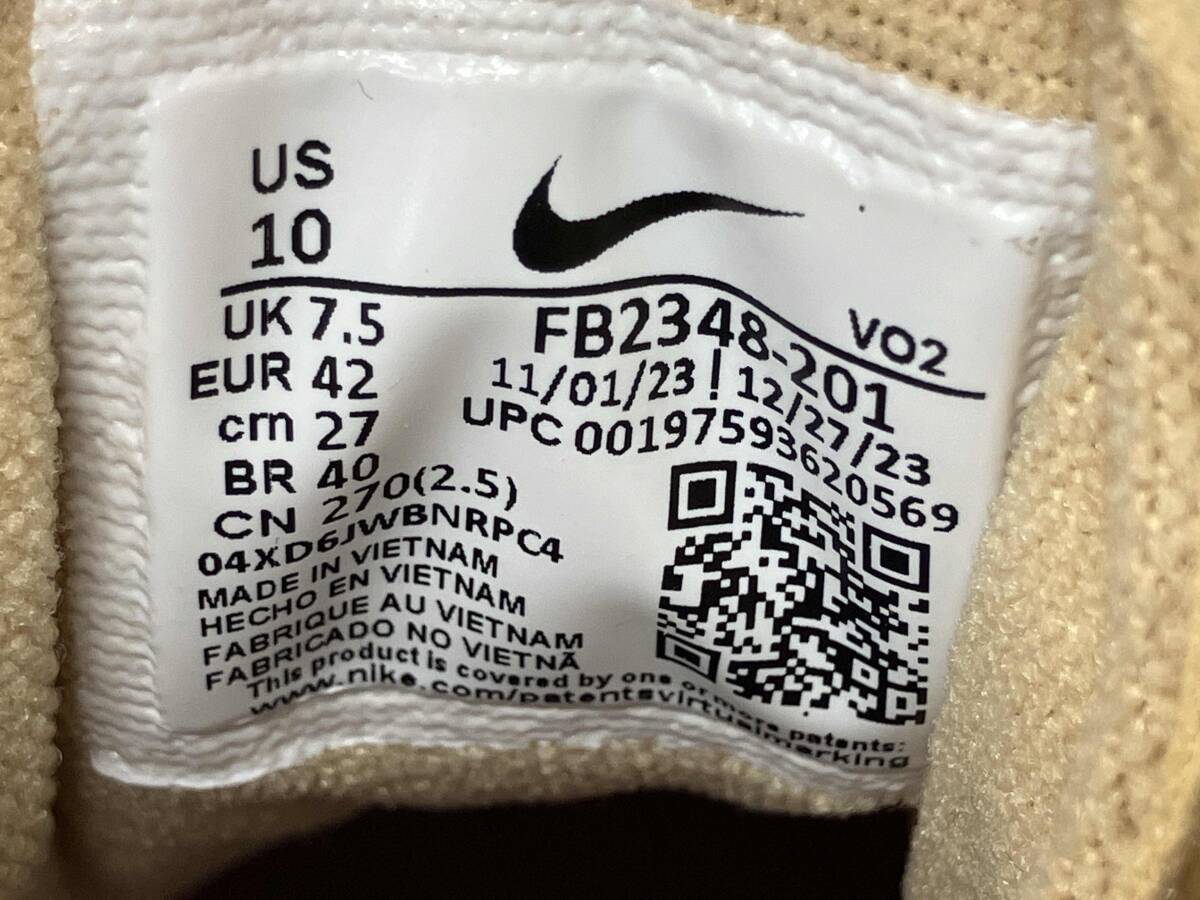 US
10
UK 7.5
EUR 42
cm 27
BR 40
CN 270(2.5)
04XD6JWBNRPC4
MADE IN VIETNAM
HECHO EN VIETNAM
FABRIQUE AU VIETNAM
FABRICADO NO VIETNÃ
This product is covered by one or more patents:
www.nike.com/patentsvirtualmarking
FB2348-201
VO2
11/01/23 ! 12/27/23
UPC 00197593620569